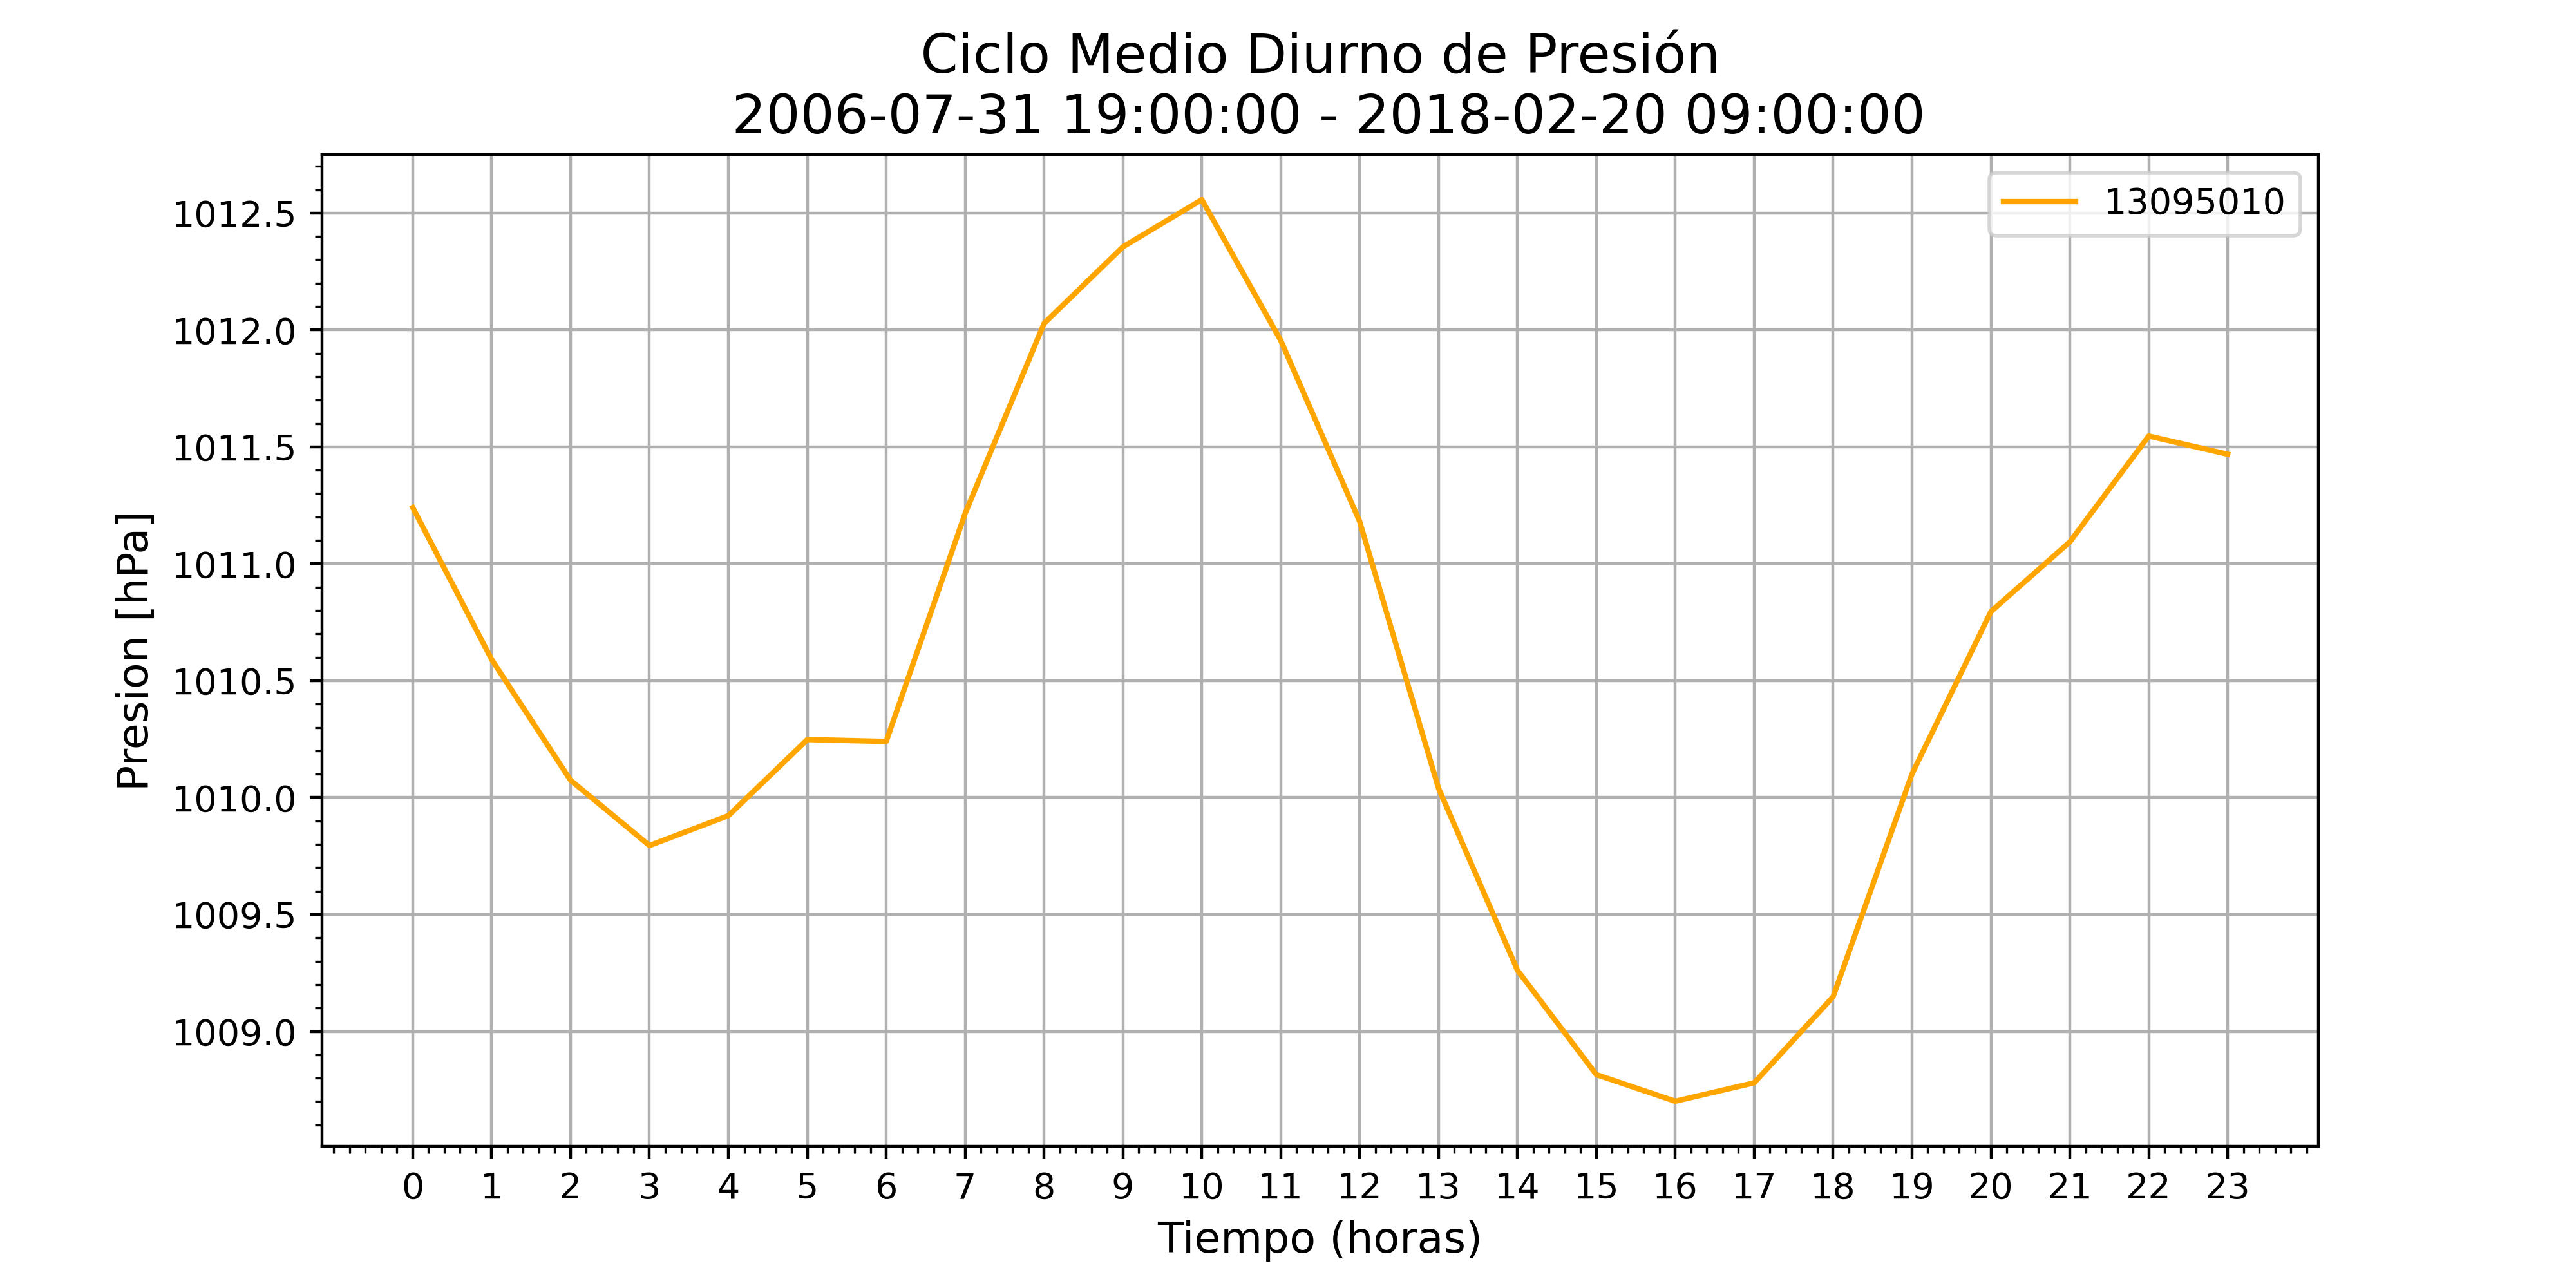 Ciclo Medio Diurno de Presión
2006-07-31 19:00:00 - 2018-02-20 09:00:00
13095010
Presion [hPa]
1012.5
1012.0
1011.5
1011.0
1010.5
1010.0
1009.5
1009.0
0 1 2 3 4 5 6 7 8 9 10 11 12 13 14 15 16 17 18 19 20 21 22 23
Tiempo (horas)